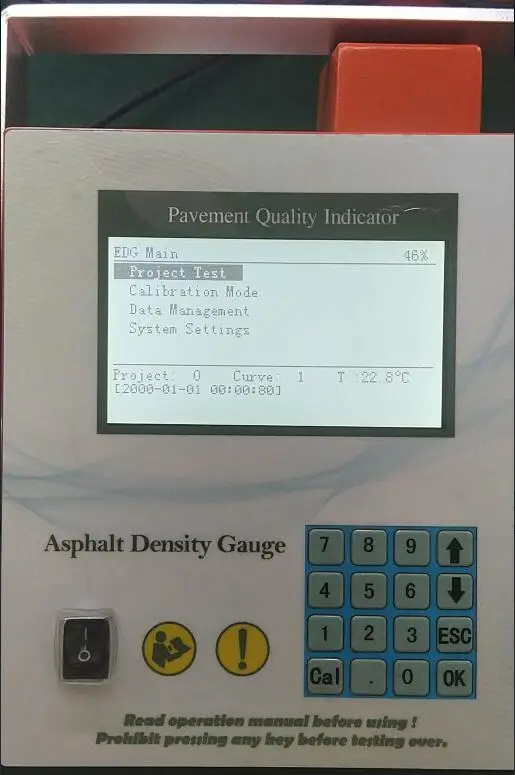 Pavement Quality Indicator
EDG Main 46%
Project Test
Calibration Mode
Data Management
System Settings
Project: 0 Curve: 1 T :22.8°C
[2000-01-01 00:00:80]
Asphalt Density Gauge
7 8 9
4 5 6
1 2 3 ESC
Cal . 0 OK
Read operation manual before using !
Prohibit pressing any key before testing over.